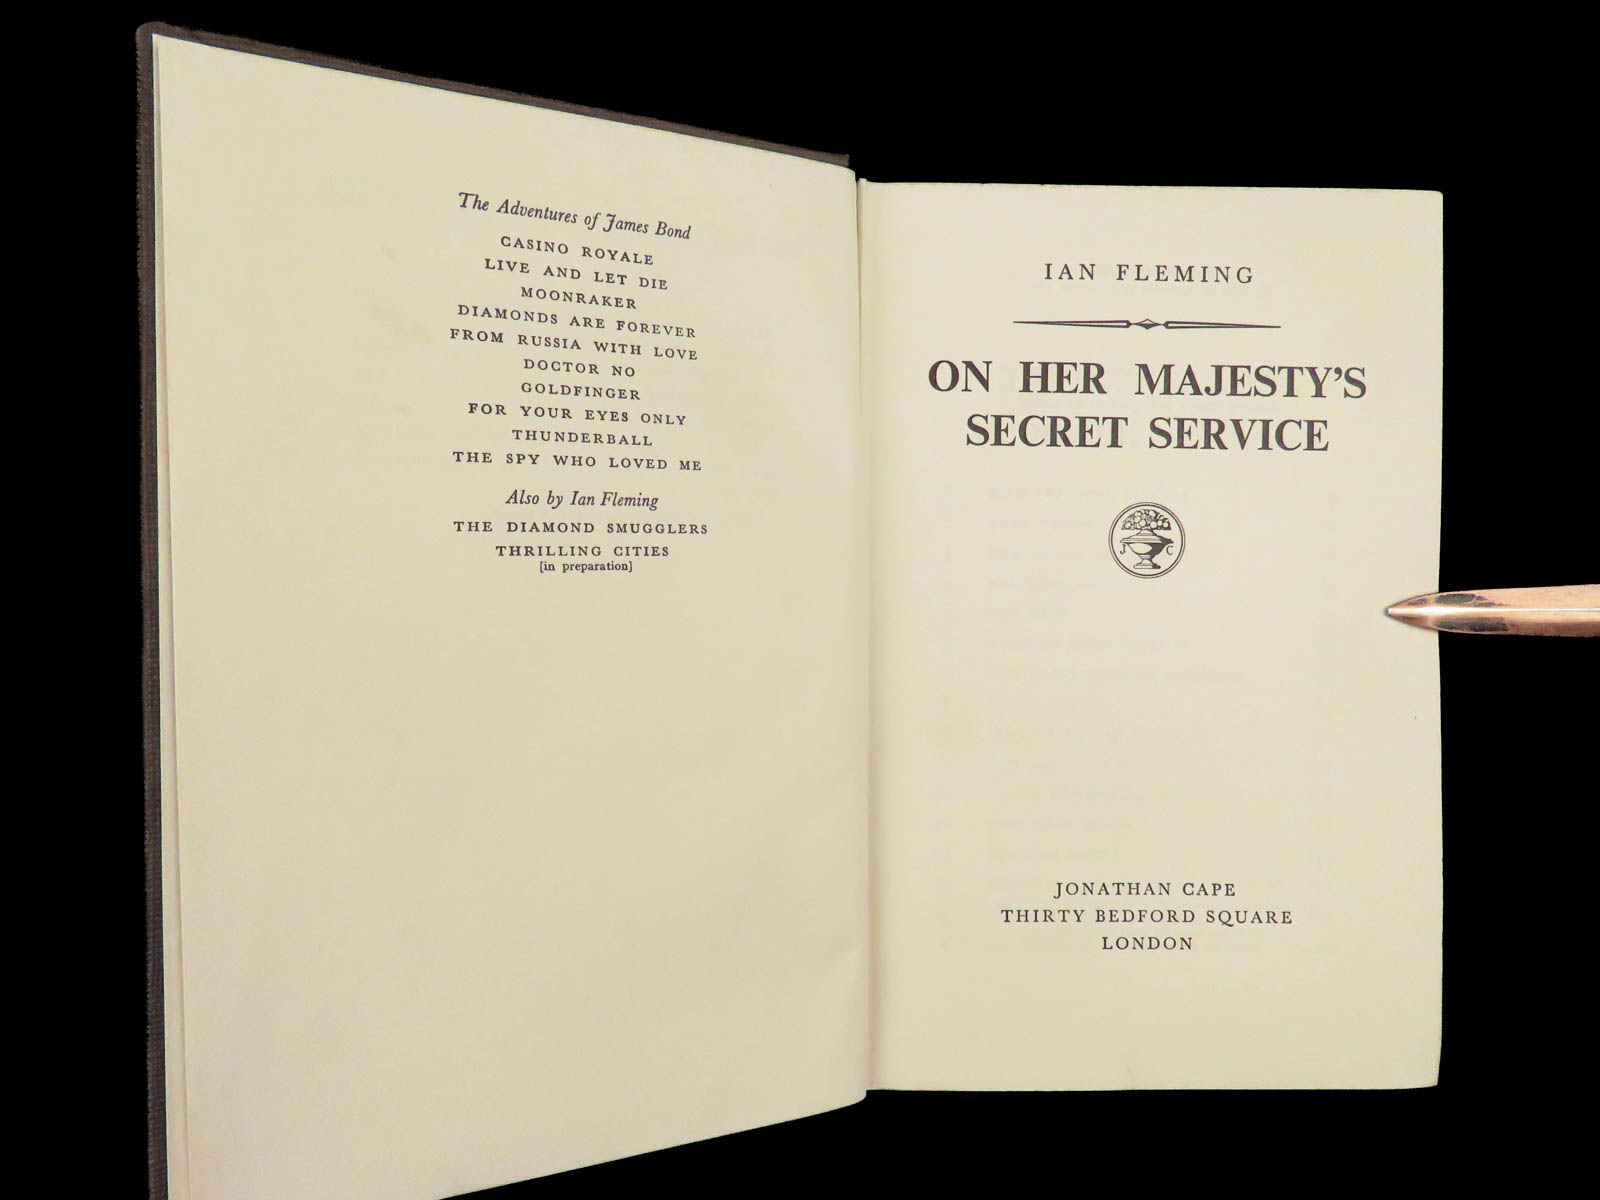 The Adventures of James Bond
CASINO ROYALE
LIVE AND LET DIE
MOONRAKER
DIAMONDS ARE FOREVER
FROM RUSSIA WITH LOVE
DOCTOR NO
GOLDFINGER
FOR YOUR EYES ONLY
THUNDERBALL
THE SPY WHO LOVED ME
Also by Ian Fleming
THE DIAMOND SMUGGLERS
THRILLING CITIES
[in preparation]
IAN FLEMING
ON HER MAJESTY'S
SECRET SERVICE
J C
JONATHAN CAPE
THIRTY BEDFORD SQUARE
LONDON